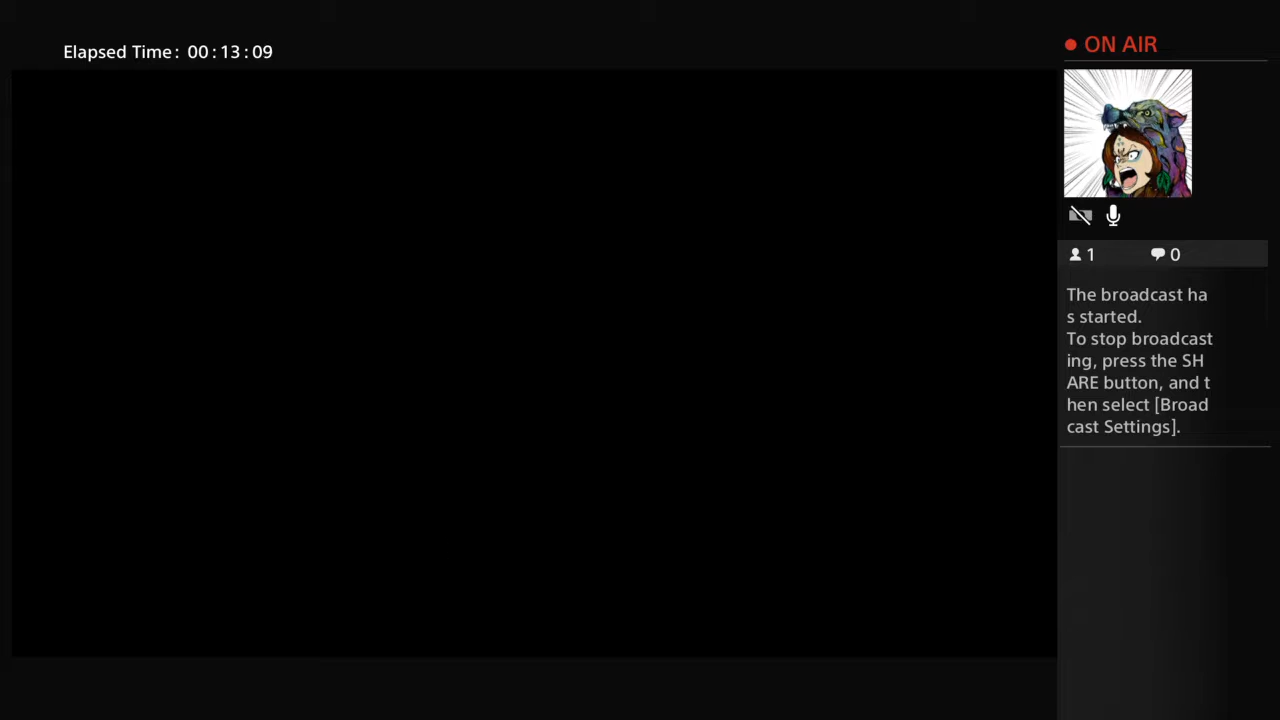 Elapsed Time: 00:13:09
ON AIR
1 0
The broadcast ha
s started.
To stop broadcast
ing, press the SH
ARE button, and t
hen select [Broad
cast Settings].